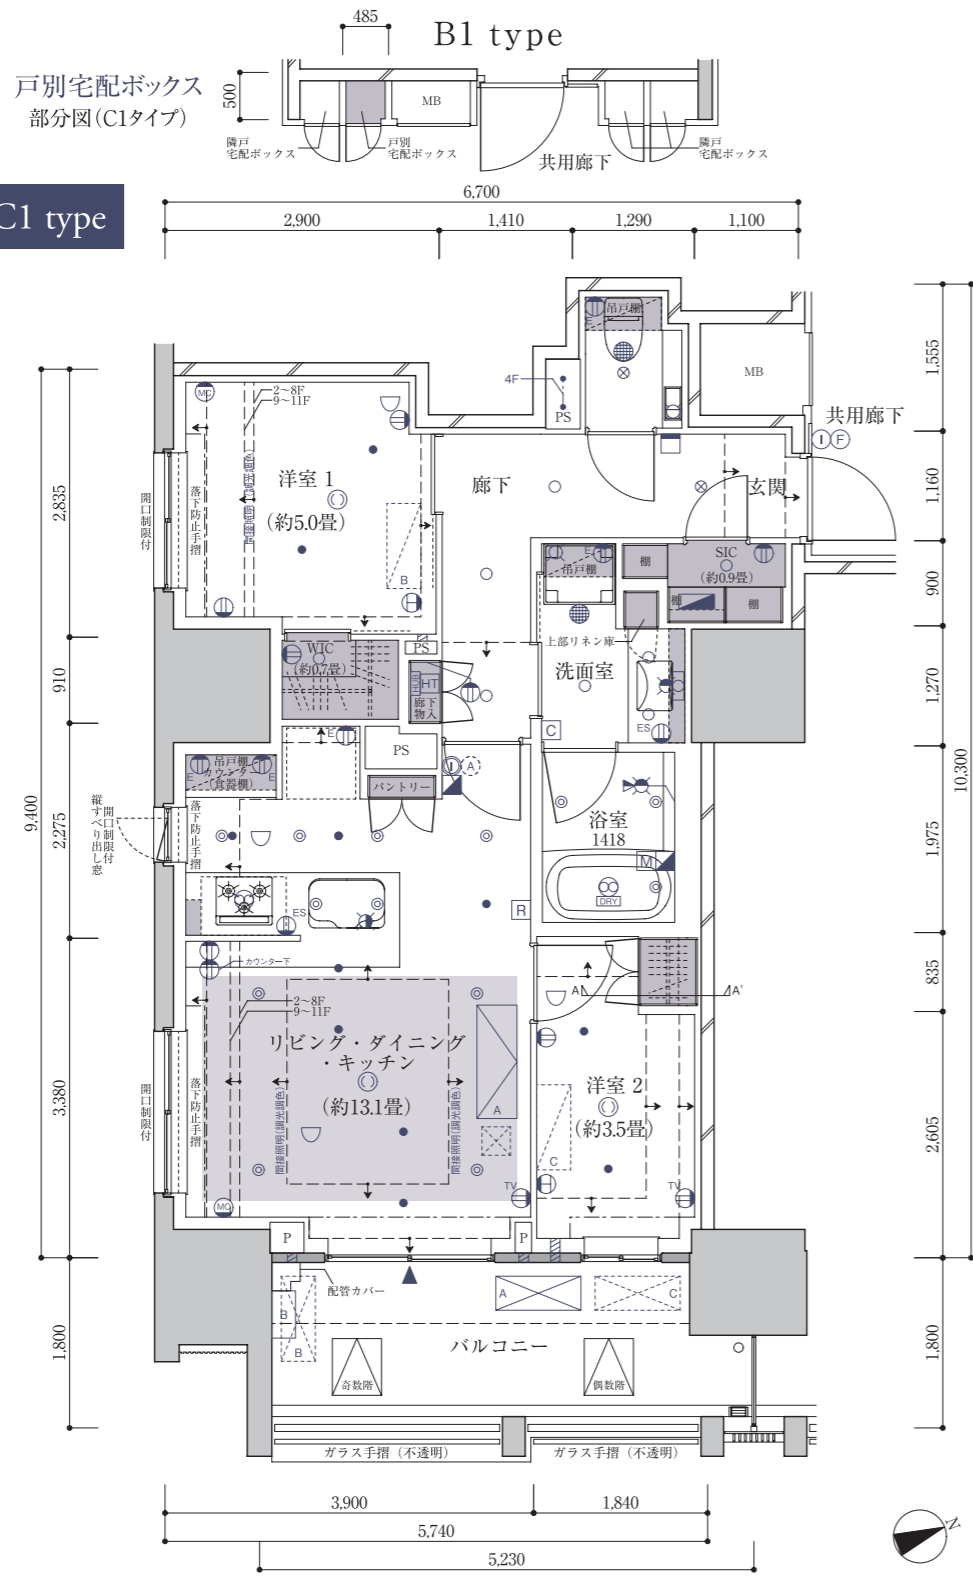 485
B1 type
戸別宅配ボックス
部分図(C1タイプ)
500
MB
隣戸
宅配ボックス
戸別
宅配ボックス
共用廊下
隣戸
宅配ボックス
C1 type
6,700
2,900
1,410
1,290
1,100
吊戸棚
E
MB
4F
PS
共用廊下
I
F
MC
2〜8F
9〜11F
間接照明(調光調色)
洋室 1
(約5.0畳)
落下防止手摺
開口制限付
B
廊下
玄関
SIC
(約0.9畳)
棚
棚
棚
E
吊戸棚
上部リネン庫
洗面室
ES
C
WIC
(約0.7畳)
PS
HUB
HT
廊下
物入
E
PS
パントリー
I
A
吊戸棚
カウンター
(食器棚)
E
E
開口制限付
縦すべり出し窓
落下防止手摺
浴室
1418
M
DRY
R
ES
カウンター下
2〜8F
9〜11F
リビング・ダイニング
・キッチン
(約13.1畳)
間接照明(調光調色)
間接照明(調光調色)
落下防止手摺
開口制限付
A
TV
MC
A
A'
洋室 2
(約3.5畳)
C
TV
P
P
配管カバー
B
B
A
C
バルコニー
奇数階
偶数階
ガラス手摺(不透明)
ガラス手摺(不透明)
9,400
2,835
910
2,275
3,380
1,800
1,555
1,160
900
1,270
1,975
835
2,605
1,800
10,300
3,900
1,840
5,740
5,230
N